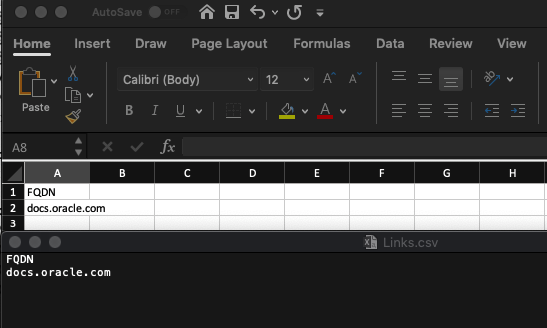 AutoSave OFF
Home Insert Draw Page Layout Formulas Data Review View
Paste Calibri (Body) 12 A^ A˅
B I U A
A8 fx
A B C D E F G H
1 FQDN
2 docs.oracle.com
3
Links.csv
FQDN
docs.oracle.com